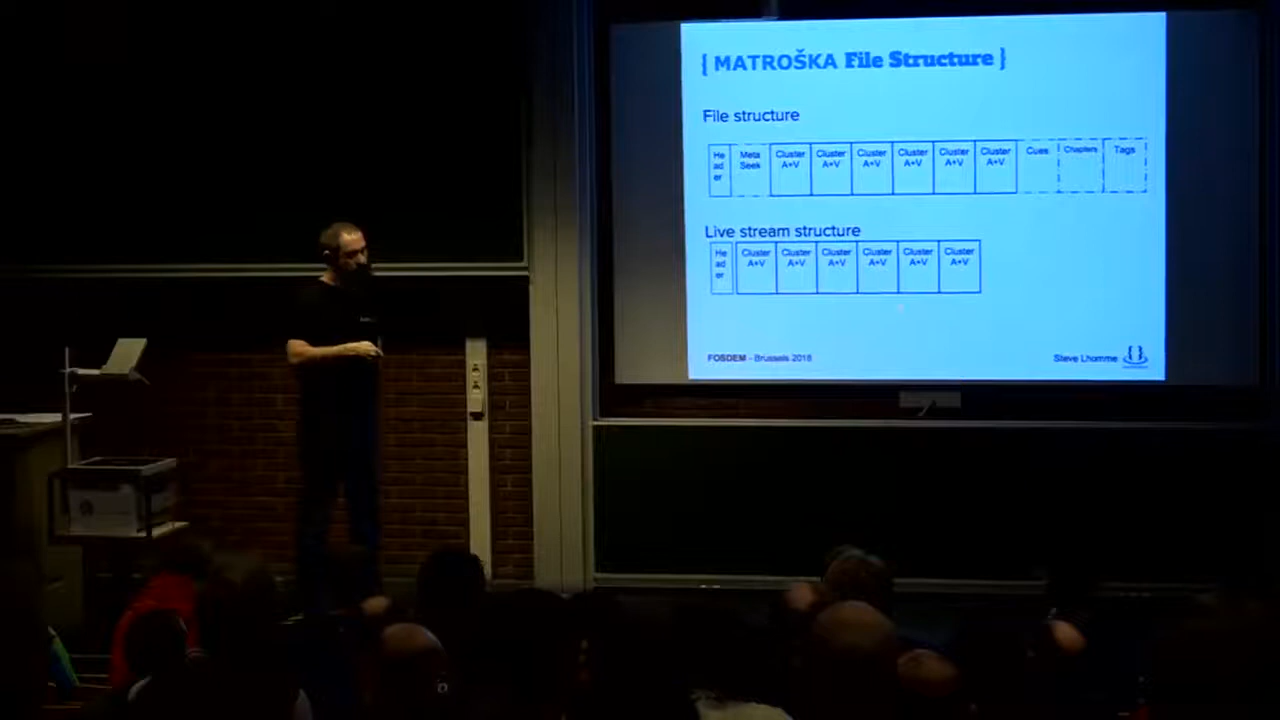 { MATROŠKA File Structure }
File structure
He ad er
Meta Seek
Cluster A+V
Cluster A+V
Cluster A+V
Cluster A+V
Cluster A+V
Cluster A+V
Cues
Chapters
Tags
Live stream structure
He ad er
Cluster A+V
Cluster A+V
Cluster A+V
Cluster A+V
Cluster A+V
Cluster A+V
FOSDEM - Brussels 2018
Steve Lhomme